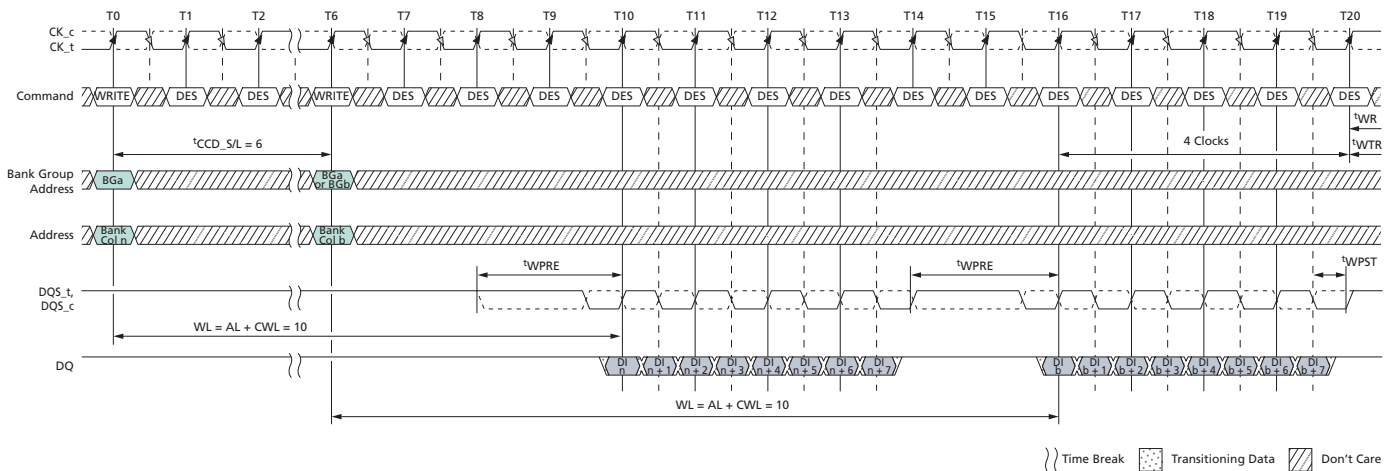 T0 T1 T2 T6 T7 T8 T9 T10 T11 T12 T13 T14 T15 T16 T17 T18 T19 T20
CK_c
CK_t
Command WRITE DES DES WRITE DES DES DES DES DES DES DES DES DES DES DES DES DES DES
tWR
tCCD_S/L = 6
4 Clocks
tWTR
Bank Group
Address
BGa
BGa
or BGb
Address
Bank
Col n
Bank
Col b
tWPRE
tWPRE
tWPST
DQS_t,
DQS_c
WL = AL + CWL = 10
DQ
DI
n
DI
n + 1
DI
n + 2
DI
n + 3
DI
n + 4
DI
n + 5
DI
n + 6
DI
n + 7
DI
b
DI
b + 1
DI
b + 2
DI
b + 3
DI
b + 4
DI
b + 5
DI
b + 6
DI
b + 7
WL = AL + CWL = 10
Time Break Transitioning Data Don't Care